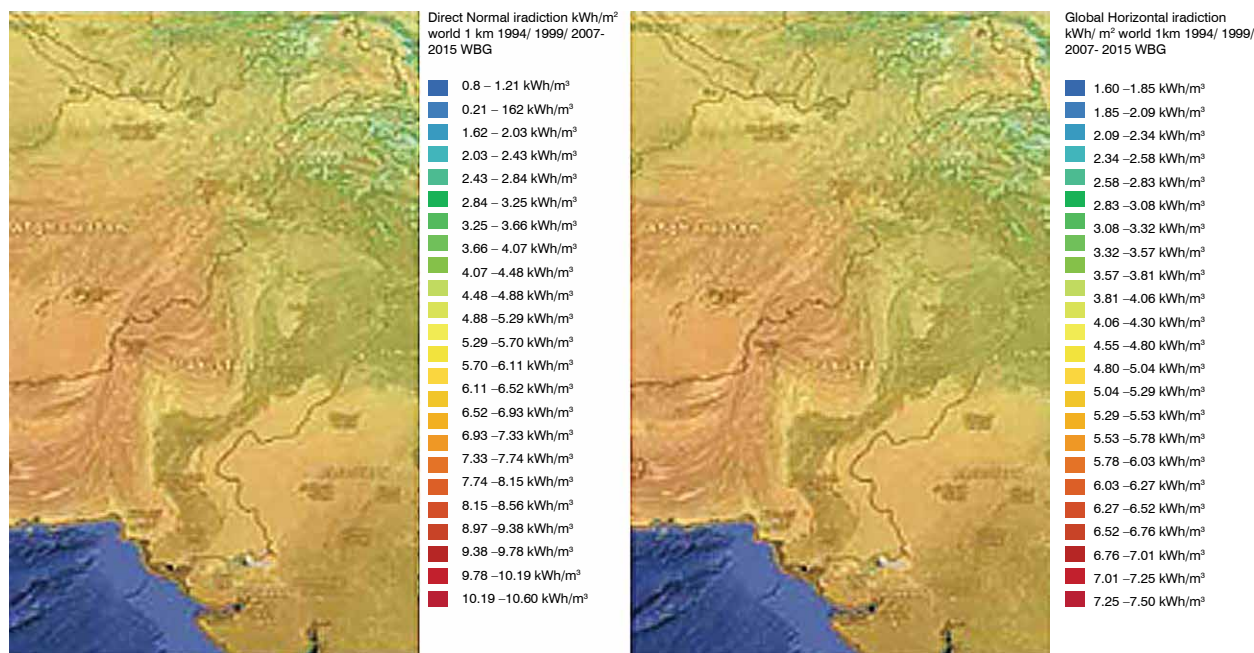 Direct Normal iradiction kWh/m²
world 1 km 1994/ 1999/ 2007-
2015 WBG
0.8 – 1.21 kWh/m³
0.21 – 162 kWh/m³
1.62 – 2.03 kWh/m³
2.03 – 2.43 kWh/m³
2.43 – 2.84 kWh/m³
2.84 – 3.25 kWh/m³
3.25 – 3.66 kWh/m³
3.66 – 4.07 kWh/m³
4.07 –4.48 kWh/m³
4.48 –4.88 kWh/m³
4.88 –5.29 kWh/m³
5.29 –5.70 kWh/m³
5.70 –6.11 kWh/m³
6.11 –6.52 kWh/m³
6.52 –6.93 kWh/m³
6.93 –7.33 kWh/m³
7.33 –7.74 kWh/m³
7.74 –8.15 kWh/m³
8.15 –8.56 kWh/m³
8.97 –9.38 kWh/m³
9.38 –9.78 kWh/m³
9.78 –10.19 kWh/m³
10.19 –10.60 kWh/m³
Global Horizontal iradiction
kWh/ m² world 1km 1994/ 1999/
2007- 2015 WBG
1.60 –1.85 kWh/m³
1.85 –2.09 kWh/m³
2.09 –2.34 kWh/m³
2.34 –2.58 kWh/m³
2.58 –2.83 kWh/m³
2.83 –3.08 kWh/m³
3.08 –3.32 kWh/m³
3.32 –3.57 kWh/m³
3.57 –3.81 kWh/m³
3.81 –4.06 kWh/m³
4.06 –4.30 kWh/m³
4.55 –4.80 kWh/m³
4.80 –5.04 kWh/m³
5.04 –5.29 kWh/m³
5.29 –5.53 kWh/m³
5.53 –5.78 kWh/m³
5.78 –6.03 kWh/m³
6.03 –6.27 kWh/m³
6.27 –6.52 kWh/m³
6.52 –6.76 kWh/m³
6.76 –7.01 kWh/m³
7.01 –7.25 kWh/m³
7.25 –7.50 kWh/m³